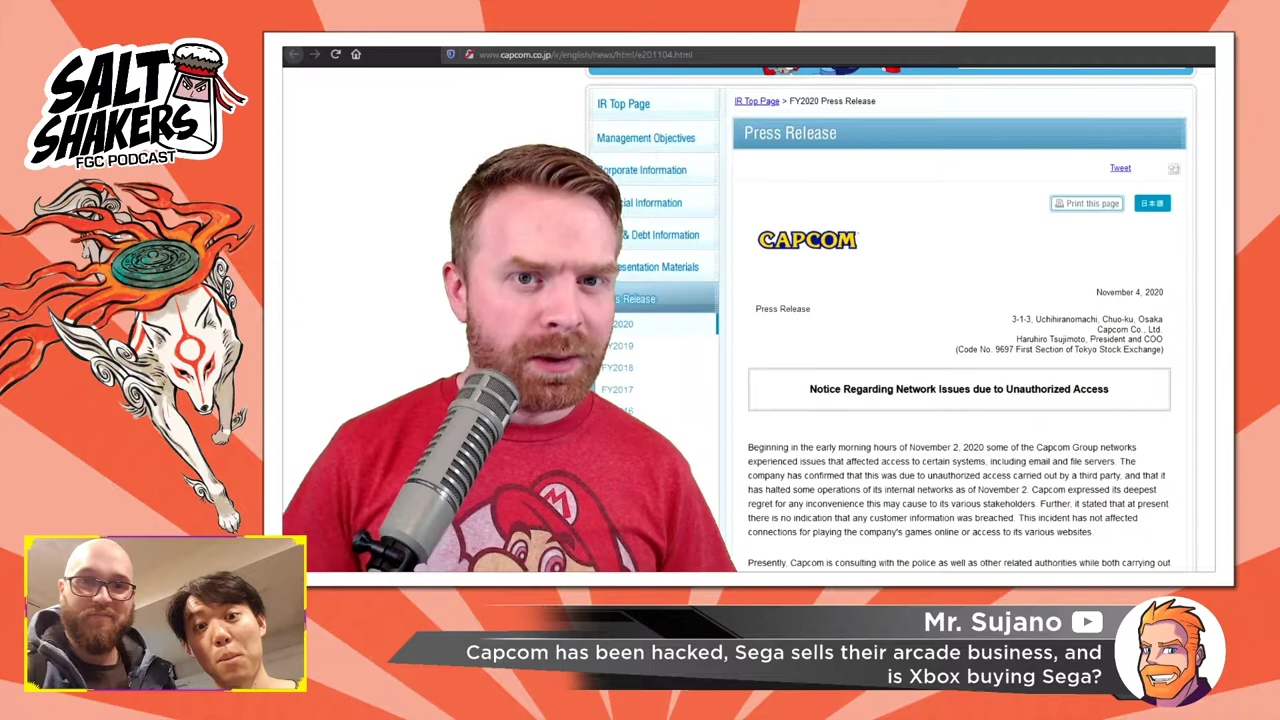 SALT
SHAKERS
FGC PODCAST
www.capcom.co.jp/ir/english/news/html/e201104.html
IR Top Page
Management Objectives
orporate Information
cial Information
& Debt Information
esentation Materials
s Release
2020
FY2019
FY2018
FY2017
16
IR Top Page > FY2020 Press Release
Press Release
Tweet
Print this page
日本語
CAPCOM
November 4, 2020
Press Release
3-1-3, Uchihiranomachi, Chuo-ku, Osaka
Capcom Co., Ltd.
Haruhiro Tsujimoto, President and COO
(Code No. 9697 First Section of Tokyo Stock Exchange)
Notice Regarding Network Issues due to Unauthorized Access
Beginning in the early morning hours of November 2, 2020 some of the Capcom Group networks
experienced issues that affected access to certain systems, including email and file servers. The
company has confirmed that this was due to unauthorized access carried out by a third party, and that it
has halted some operations of its internal networks as of November 2. Capcom expressed its deepest
regret for any inconvenience this may cause to its various stakeholders. Further, it stated that at present
there is no indication that any customer information was breached. This incident has not affected
connections for playing the company's games online or access to its various websites.
Presently, Capcom is consulting with the police as well as other related authorities while both carrying out
M
Mr. Sujano
Capcom has been hacked, Sega sells their arcade business, and
is Xbox buying Sega?